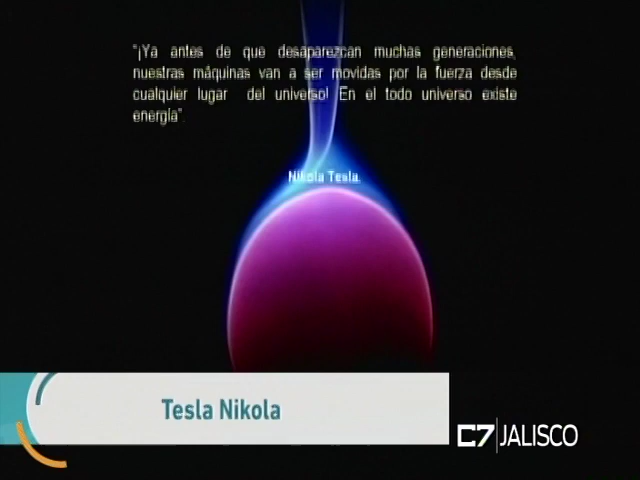 "¡Ya antes de que desaparezcan muchas generaciones,
nuestras máquinas van a ser movidas por la fuerza desde
cualquier lugar del universo! En el todo universo existe
energía".
Nikola Tesla.
Tesla Nikola
C7 JALISCO